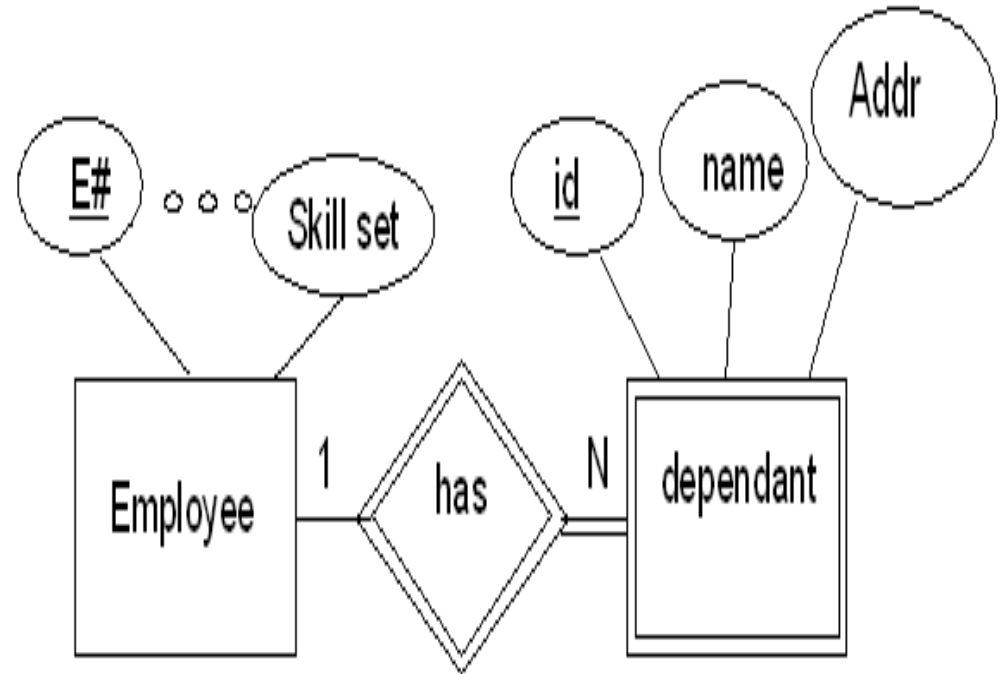 E#
Skill set
id
name
Addr
Employee
1
has
N
dependant